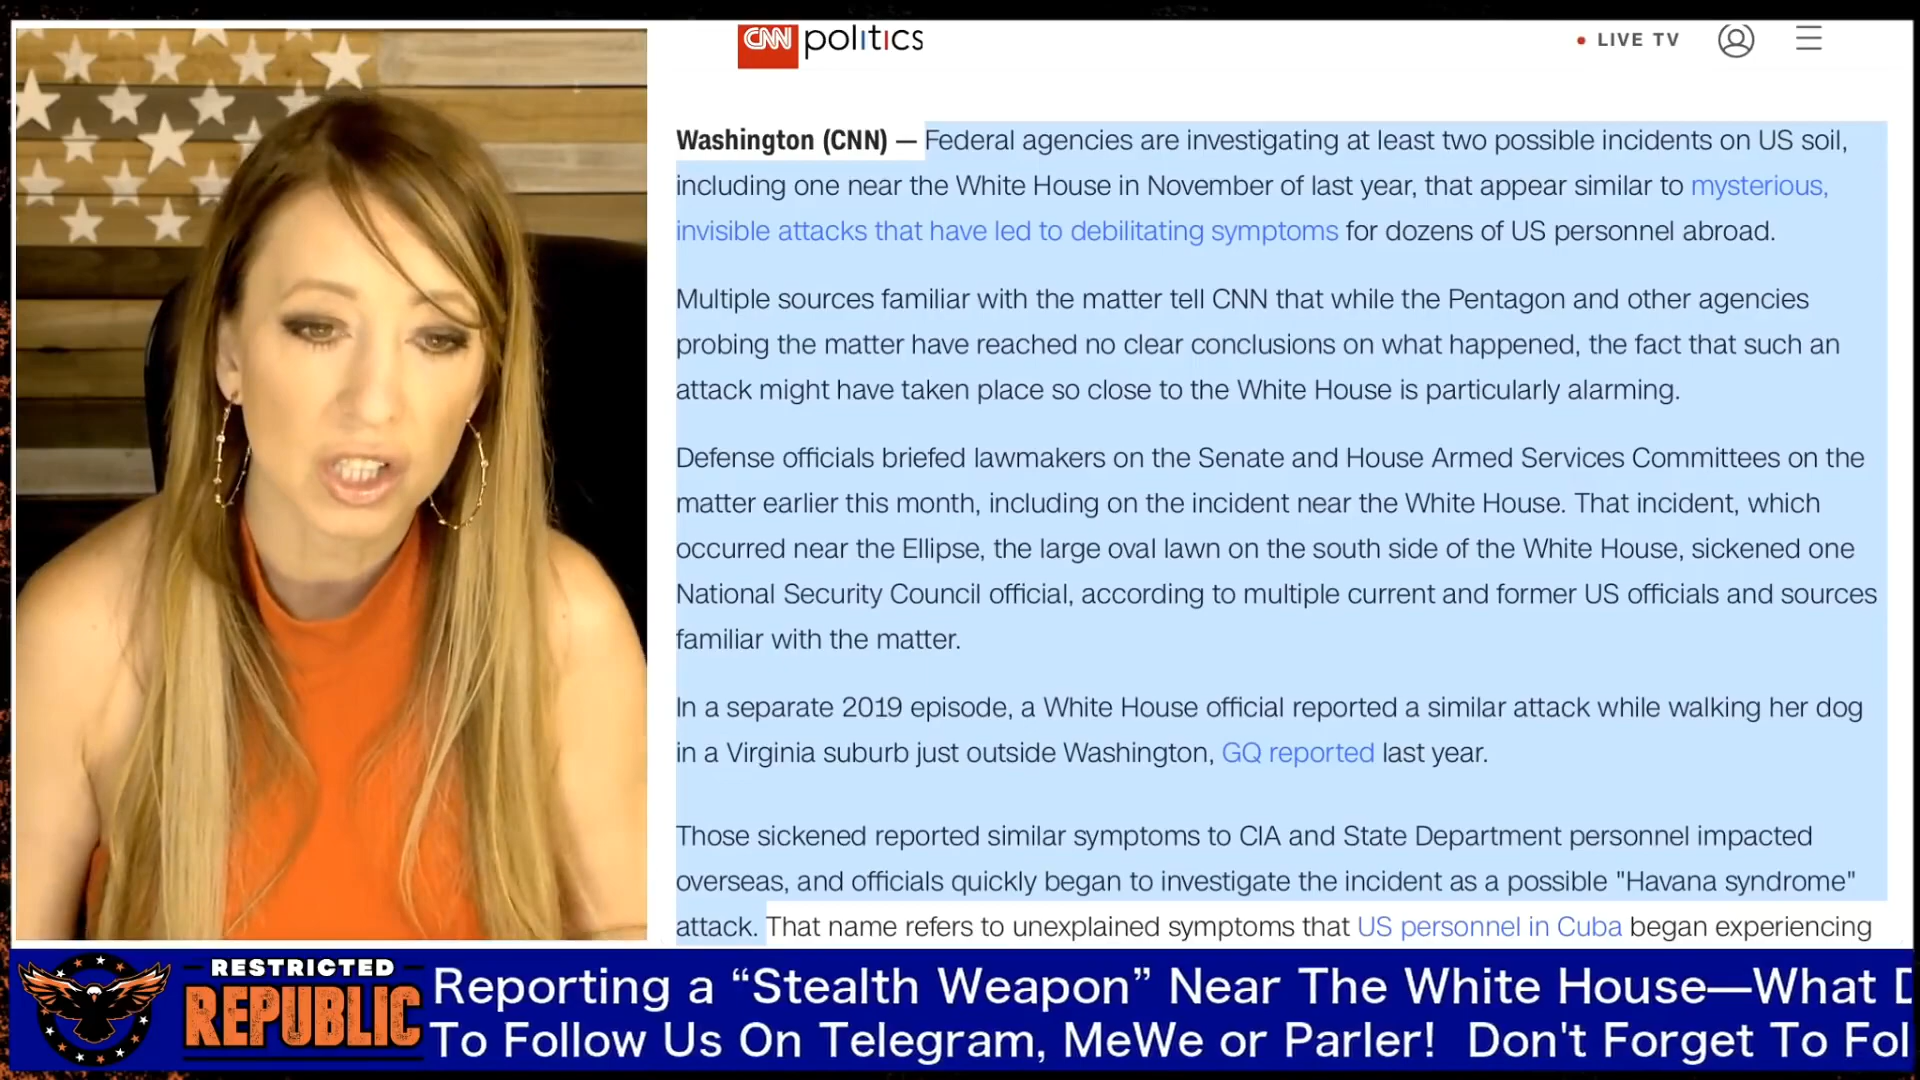 CNN politics
LIVE TV
Washington (CNN) — Federal agencies are investigating at least two possible incidents on US soil,
including one near the White House in November of last year, that appear similar to mysterious,
invisible attacks that have led to debilitating symptoms for dozens of US personnel abroad.
Multiple sources familiar with the matter tell CNN that while the Pentagon and other agencies
probing the matter have reached no clear conclusions on what happened, the fact that such an
attack might have taken place so close to the White House is particularly alarming.
Defense officials briefed lawmakers on the Senate and House Armed Services Committees on the
matter earlier this month, including on the incident near the White House. That incident, which
occurred near the Ellipse, the large oval lawn on the south side of the White House, sickened one
National Security Council official, according to multiple current and former US officials and sources
familiar with the matter.
In a separate 2019 episode, a White House official reported a similar attack while walking her dog
in a Virginia suburb just outside Washington, GQ reported last year.
Those sickened reported similar symptoms to CIA and State Department personnel impacted
overseas, and officials quickly began to investigate the incident as a possible "Havana syndrome"
attack. That name refers to unexplained symptoms that US personnel in Cuba began experiencing
RESTRICTED
REPUBLIC
Reporting a “Stealth Weapon” Near The White House—What
To Follow Us On Telegram, MeWe or Parler! Don't Forget To Fol